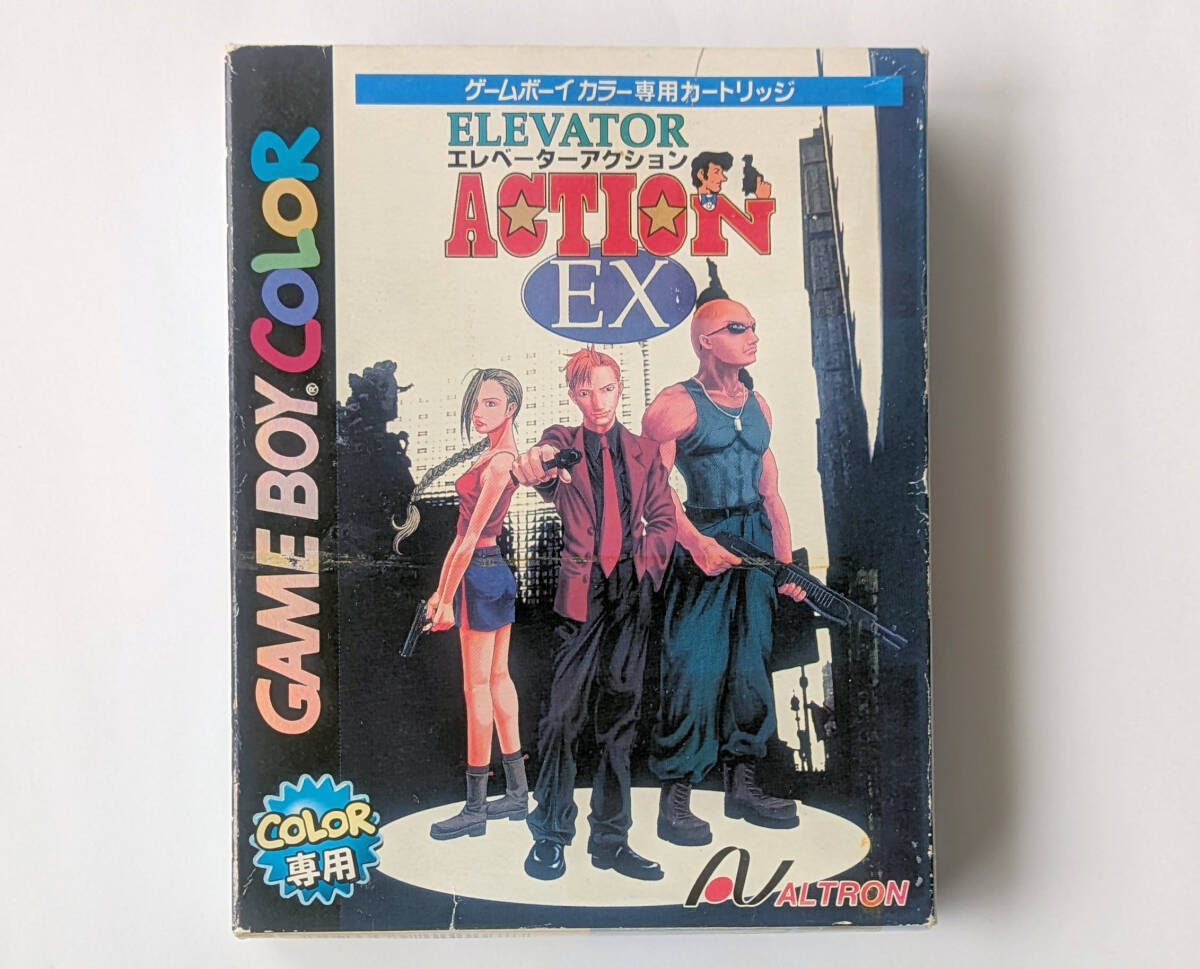 ゲームボーイカラー専用カートリッジ
ELEVATOR
エレベーターアクション
ACTION
EX
GAME BOY® COLOR
COLOR
専用
ALTRON